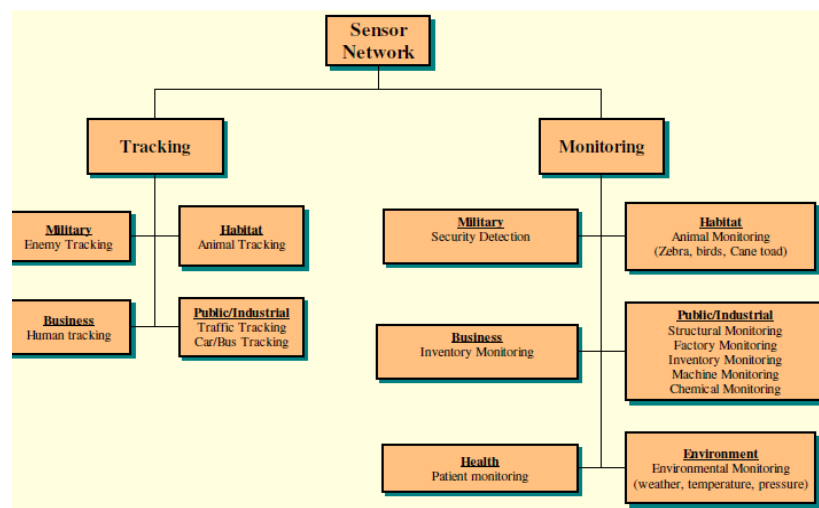 Sensor
Network
Tracking
Monitoring
Military
Enemy Tracking
Habitat
Animal Tracking
Business
Human tracking
Public/Industrial
Traffic Tracking
Car/Bus Tracking
Military
Security Detection
Habitat
Animal Monitoring
(Zebra, birds, Cane toad)
Business
Inventory Monitoring
Public/Industrial
Structural Monitoring
Factory Monitoring
Inventory Monitoring
Machine Monitoring
Chemical Monitoring
Health
Patient monitoring
Environment
Environmental Monitoring
(weather, temperature, pressure)